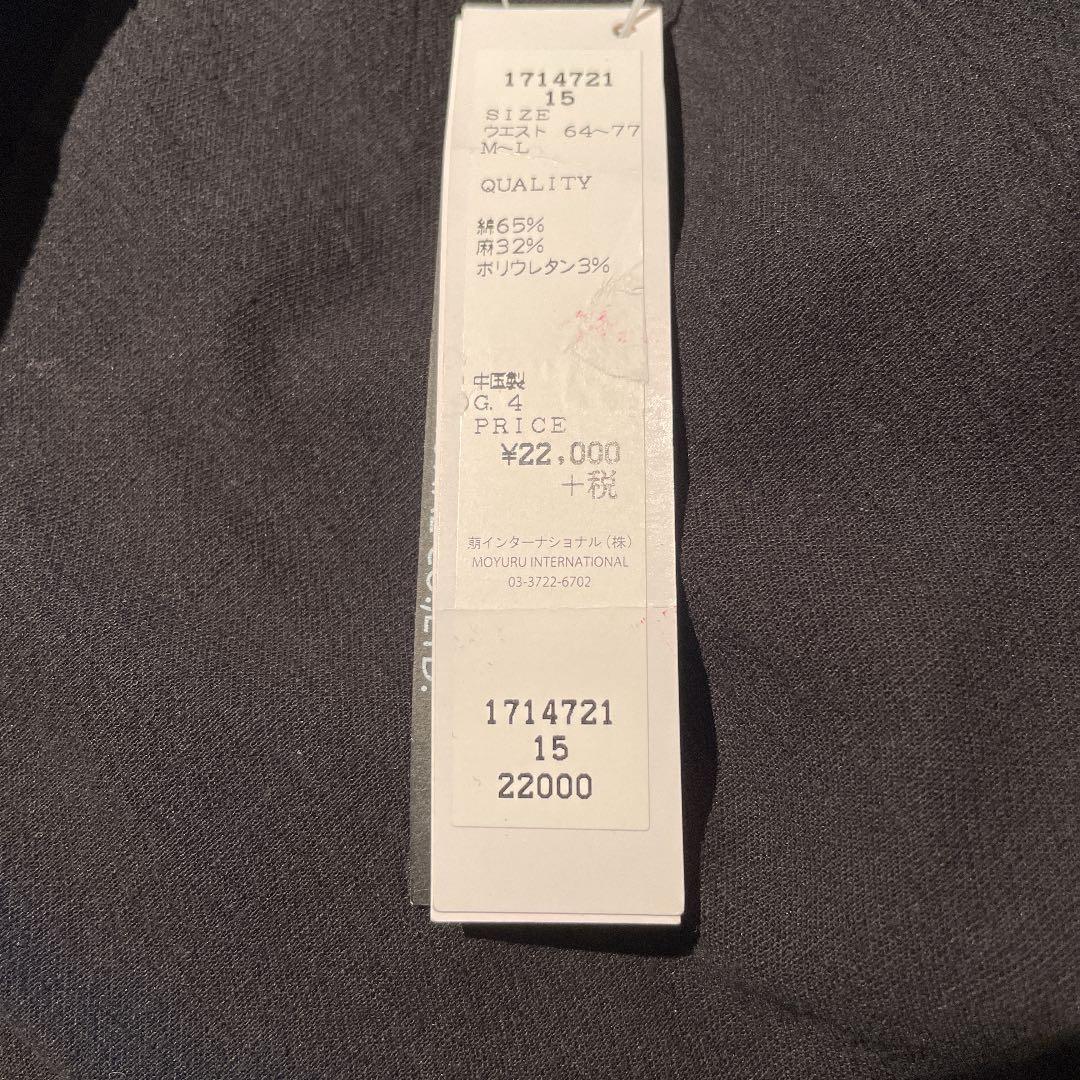 1714721
15
SIZE
ウエスト 64~77
M~L
QUALITY
綿65%
麻32%
ポリウレタン3%
中国製
G. 4
PRICE
¥22,000
+税
萠インターナショナル(株)
MOYURU INTERNATIONAL
03-3722-6702
1714721
15
22000
CO.,LTD.